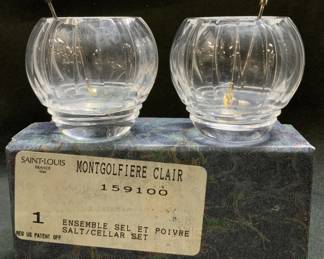 SAINT-LOUIS
FRANCE
MONTGOLFIERE CLAIR
159100
1
ENSEMBLE SEL ET POIVRE
SALT/CELLAR SET
REG US PATENT OFF